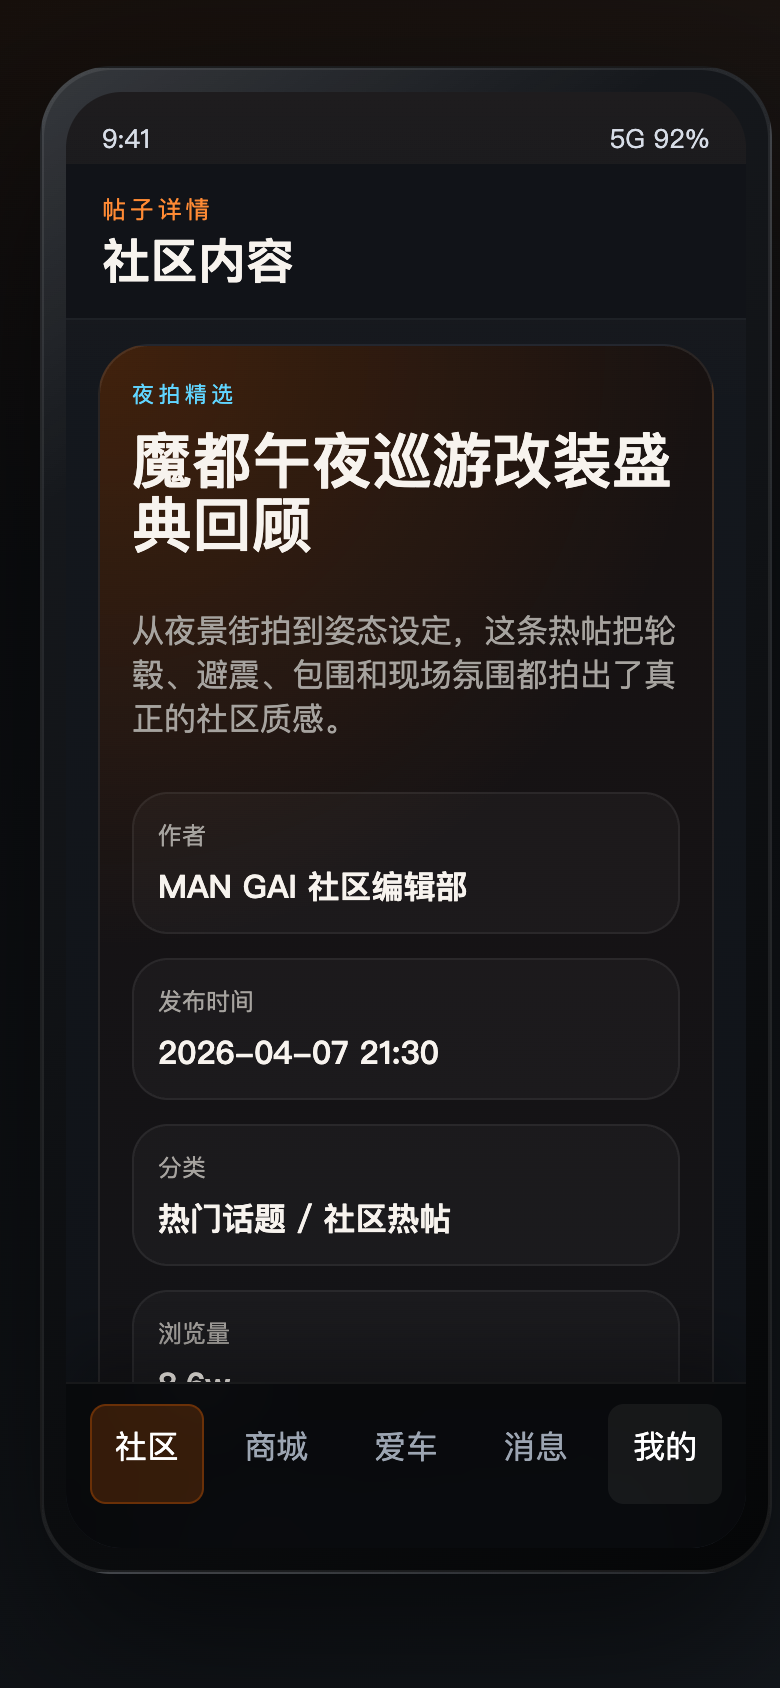 9:41 5G 92%
帖子详情
社区内容
夜拍精选
魔都午夜巡游改装盛
典回顾
从夜景街拍到姿态设定，这条热帖把轮
毂、避震、包围和现场氛围都拍出了真
正的社区质感。
作者
MAN GAI 社区编辑部
发布时间
2026-04-07 21:30
分类
热门话题 / 社区热帖
浏览量
社区 商城 爱车 消息 我的